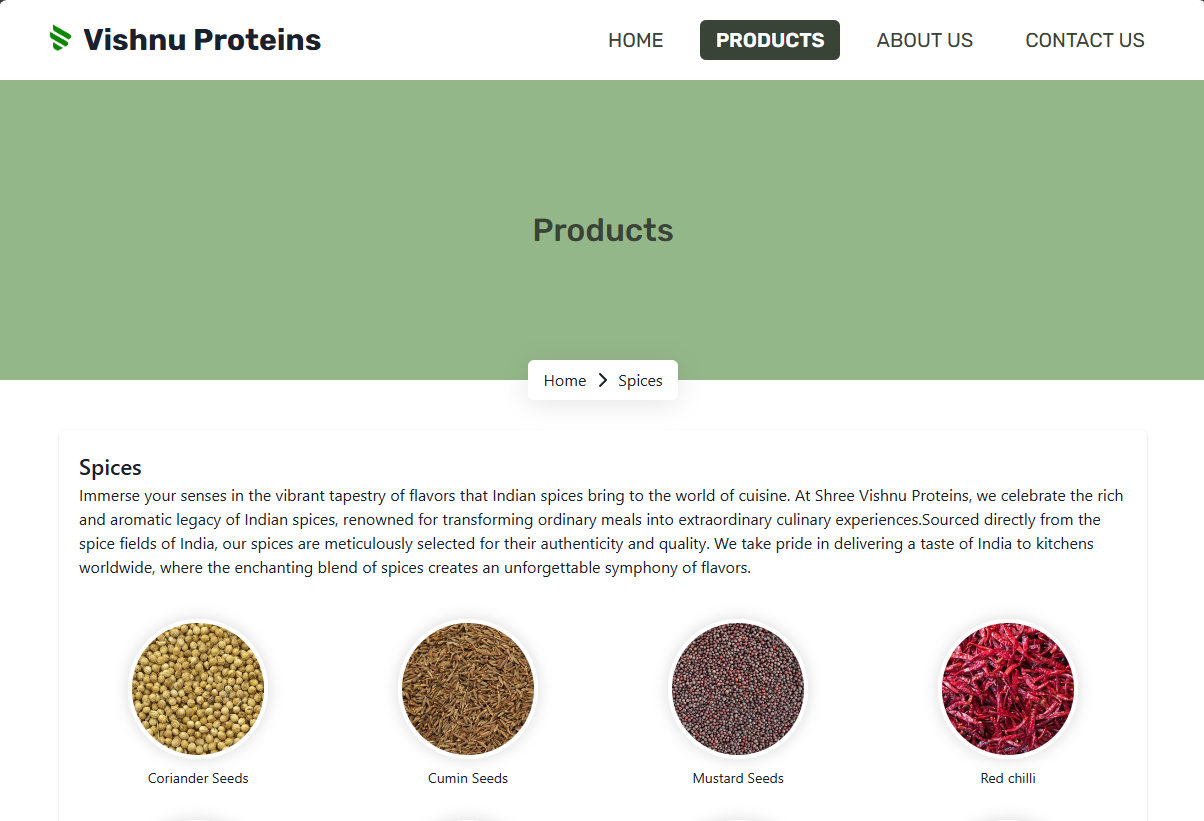 Vishnu Proteins
HOME
PRODUCTS
ABOUT US
CONTACT US
Products
Home
Spices
Spices
Immerse your senses in the vibrant tapestry of flavors that Indian spices bring to the world of cuisine. At Shree Vishnu Proteins, we celebrate the rich
and aromatic legacy of Indian spices, renowned for transforming ordinary meals into extraordinary culinary experiences.Sourced directly from the
spice fields of India, our spices are meticulously selected for their authenticity and quality. We take pride in delivering a taste of India to kitchens
worldwide, where the enchanting blend of spices creates an unforgettable symphony of flavors.
Coriander Seeds
Cumin Seeds
Mustard Seeds
Red chilli